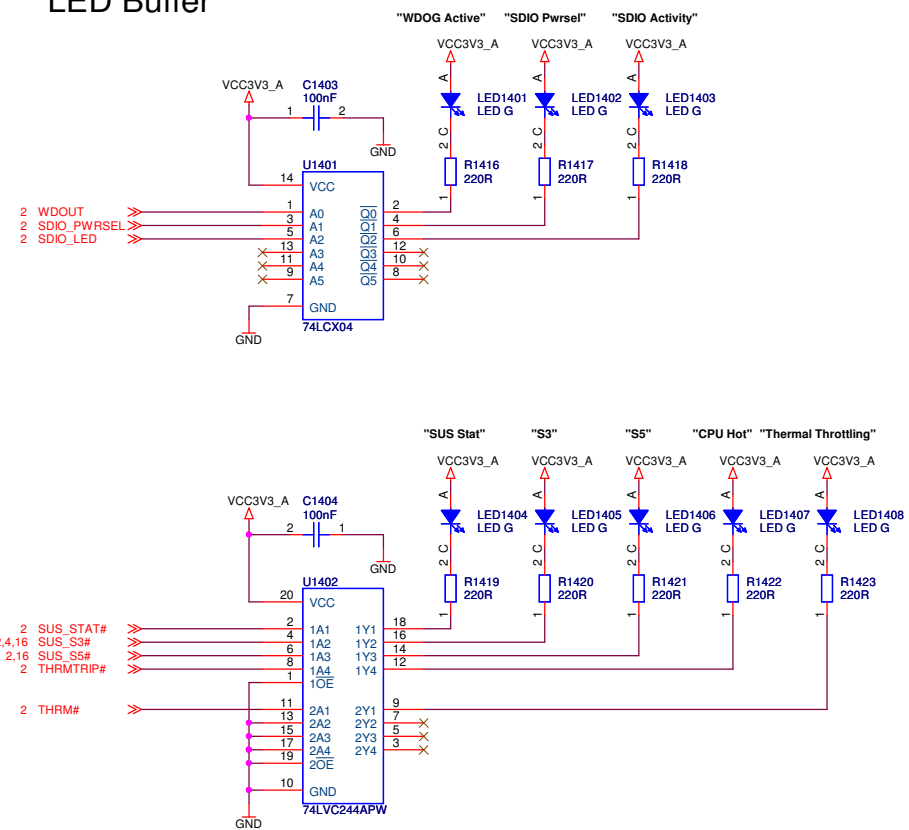 LED Buffer
"WDOG Active" "SDIO Pwrsel" "SDIO Activity"
VCC3V3_A VCC3V3_A VCC3V3_A
A A A
LED1401 LED1402 LED1403
LED G LED G LED G
2 C 2 C 2 C
R1416 R1417 R1418
220R 220R 220R
1 1 1
VCC3V3_A
C1403
100nF
1 2
GND
U1401
14 VCC
2 WDOUT 1 A0 Q0 2
2 SDIO_PWRSEL 3 A1 Q1 4
2 SDIO_LED 5 A2 Q2 6
13 A3 Q3 12
11 A4 Q4 10
9 A5 Q5 8
7 GND
74LCX04
GND
"SUS Stat" "S3" "S5" "CPU Hot" "Thermal Throttling"
VCC3V3_A VCC3V3_A VCC3V3_A VCC3V3_A VCC3V3_A
A A A A A
LED1404 LED1405 LED1406 LED1407 LED1408
LED G LED G LED G LED G LED G
2 C 2 C 2 C 2 C 2 C
R1419 R1420 R1421 R1422 R1423
220R 220R 220R 220R 220R
1 1 1 1 1
VCC3V3_A
C1404
100nF
2 1
GND
U1402
20 VCC
2 SUS_STAT# 2 1A1 1Y1 18
,4,16 SUS_S3# 4 1A2 1Y2 16
2,16 SUS_S5# 6 1A3 1Y3 14
2 THRMTRIP# 8 1A4 1Y4 12
1 1OE
2 THRM# 11 2A1 2Y1 9
13 2A2 2Y2 7
15 2A3 2Y3 5
17 2A4 2Y4 3
19 2OE
10 GND
74LVC244APW
GND